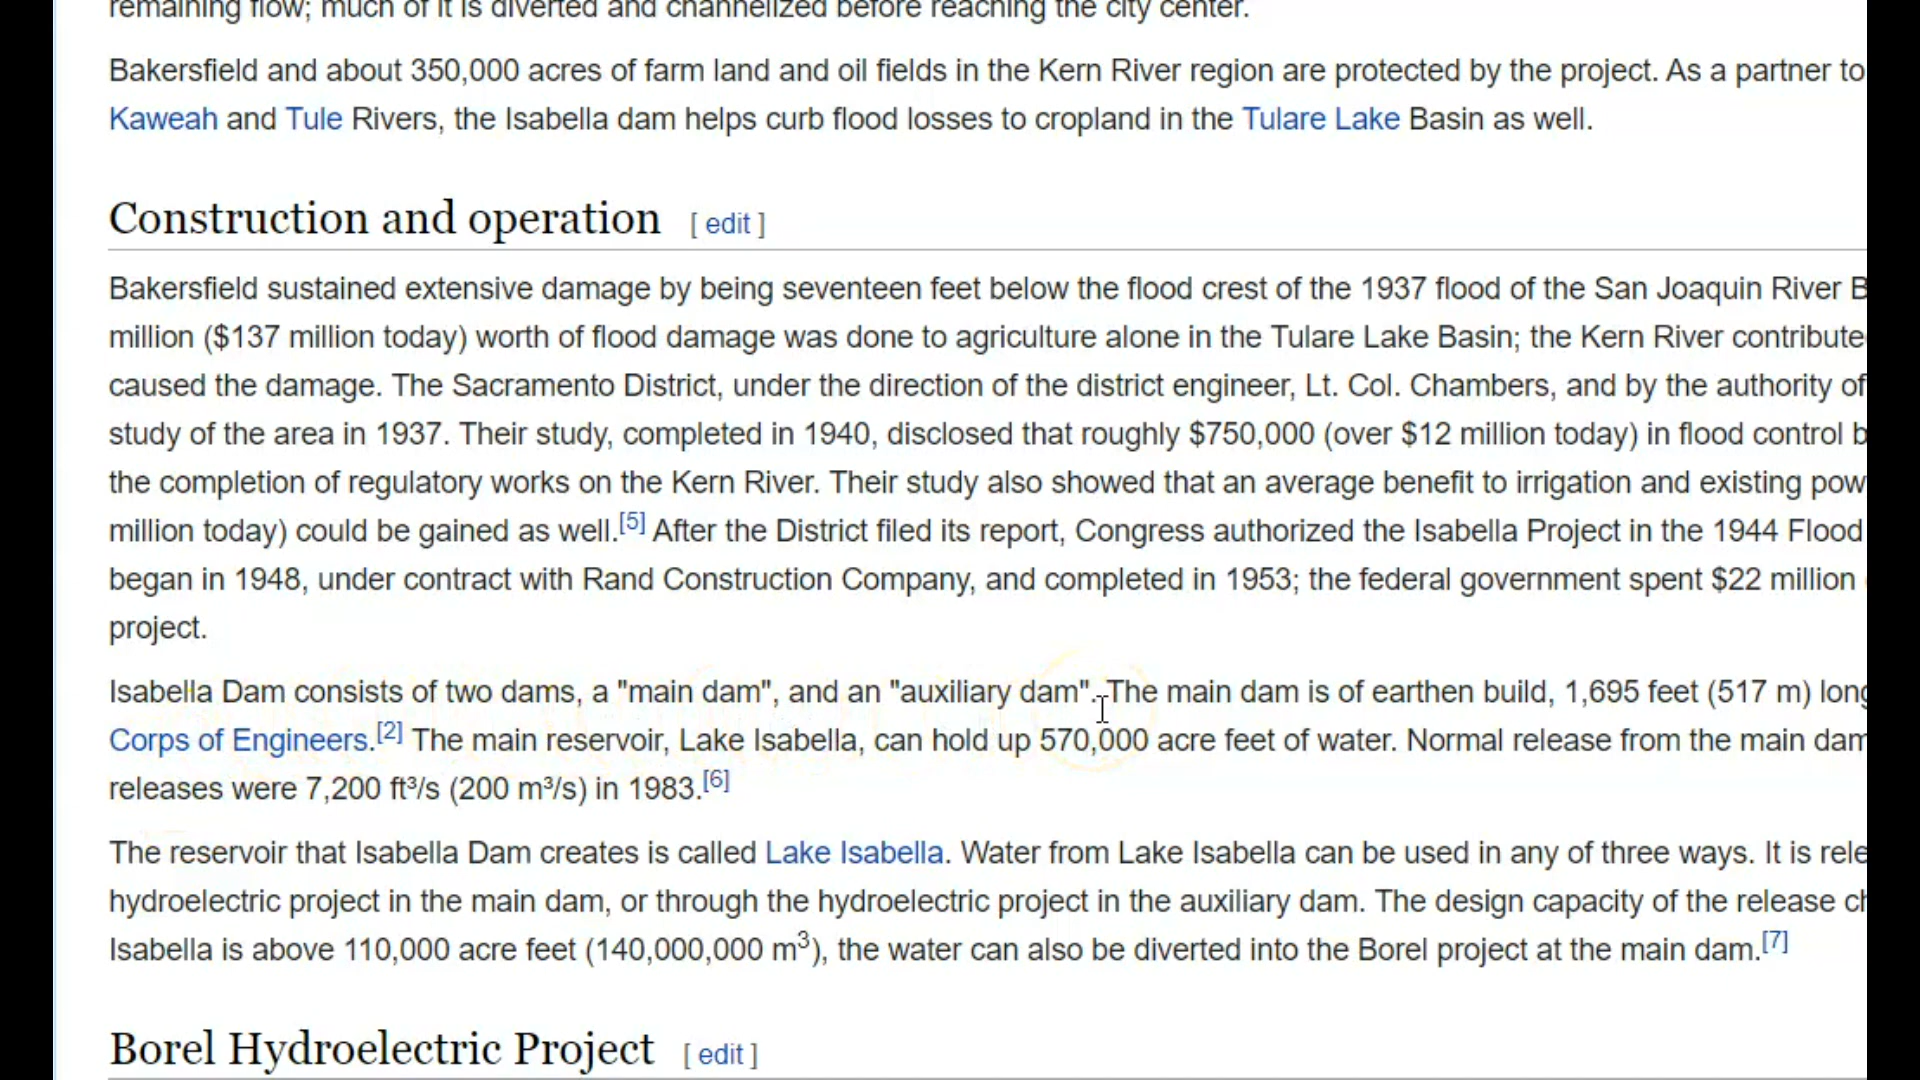 remaining flow; much of it is diverted and channelized before reaching the city center.
Bakersfield and about 350,000 acres of farm land and oil fields in the Kern River region are protected by the project. As a partner to
Kaweah and Tule Rivers, the Isabella dam helps curb flood losses to cropland in the Tulare Lake Basin as well.
Construction and operation [ edit ]
Bakersfield sustained extensive damage by being seventeen feet below the flood crest of the 1937 flood of the San Joaquin River B
million ($137 million today) worth of flood damage was done to agriculture alone in the Tulare Lake Basin; the Kern River contribute
caused the damage. The Sacramento District, under the direction of the district engineer, Lt. Col. Chambers, and by the authority of
study of the area in 1937. Their study, completed in 1940, disclosed that roughly $750,000 (over $12 million today) in flood control b
the completion of regulatory works on the Kern River. Their study also showed that an average benefit to irrigation and existing pow
million today) could be gained as well.[5] After the District filed its report, Congress authorized the Isabella Project in the 1944 Flood
began in 1948, under contract with Rand Construction Company, and completed in 1953; the federal government spent $22 million
project.
Isabella Dam consists of two dams, a "main dam", and an "auxiliary dam". The main dam is of earthen build, 1,695 feet (517 m) long
Corps of Engineers.[2] The main reservoir, Lake Isabella, can hold up 570,000 acre feet of water. Normal release from the main dam
releases were 7,200 ft³/s (200 m³/s) in 1983.[6]
The reservoir that Isabella Dam creates is called Lake Isabella. Water from Lake Isabella can be used in any of three ways. It is rele
hydroelectric project in the main dam, or through the hydroelectric project in the auxiliary dam. The design capacity of the release ch
Isabella is above 110,000 acre feet (140,000,000 m³), the water can also be diverted into the Borel project at the main dam.[7]
Borel Hydroelectric Project [ edit ]